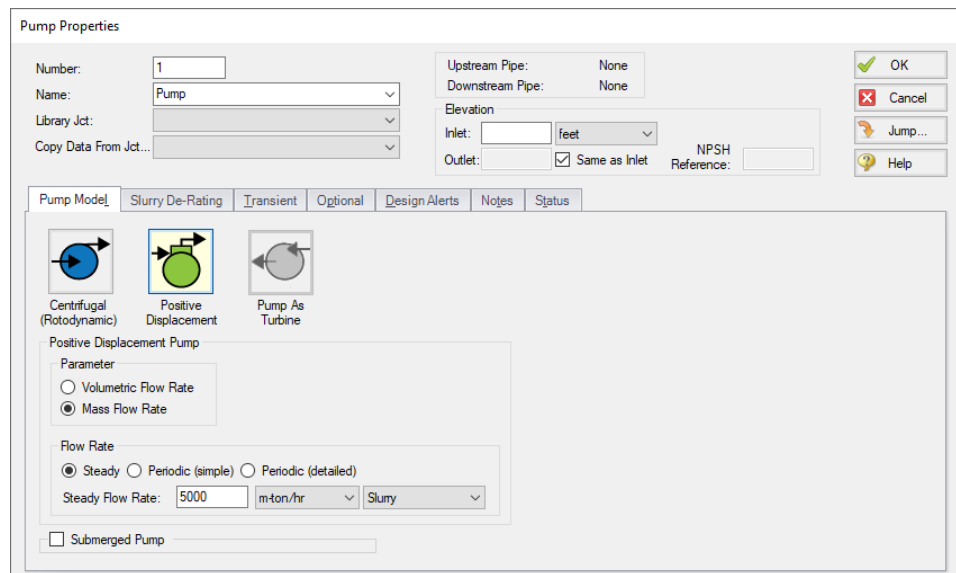 Pump Properties
Number: 1
Name: Pump
Library Jct:
Copy Data From Jct...
Upstream Pipe: None
Downstream Pipe: None
Elevation
Inlet: feet
Outlet: Same as Inlet NPSH Reference:
OK
Cancel
Jump...
Help
Pump Model Slurry De-Rating Transient Optional Design Alerts Notes Status
Centrifugal (Rotodynamic)
Positive Displacement
Pump As Turbine
Positive Displacement Pump
Parameter
Volumetric Flow Rate
Mass Flow Rate
Flow Rate
Steady Periodic (simple) Periodic (detailed)
Steady Flow Rate: 5000 m-ton/hr Slurry
Submerged Pump